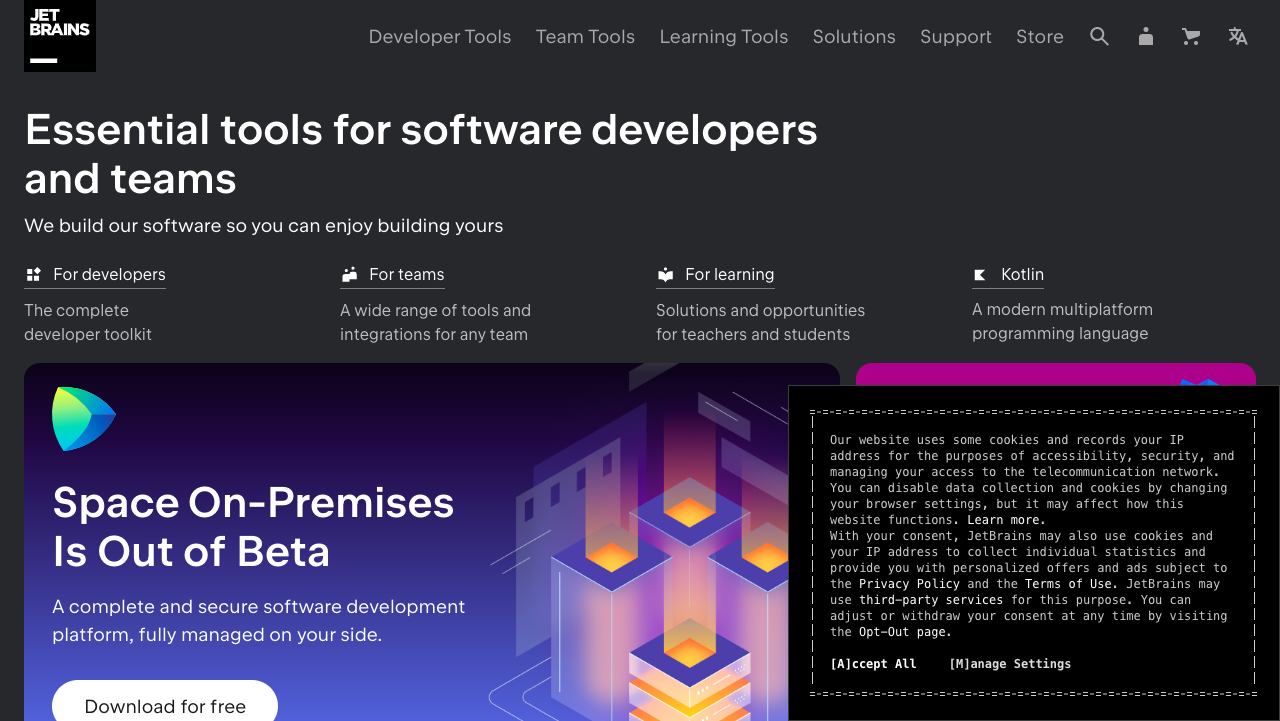 JET
BRAINS
Developer Tools
Team Tools
Learning Tools
Solutions
Support
Store
Essential tools for software developers
and teams
We build our software so you can enjoy building yours
For developers
The complete
developer toolkit
For teams
A wide range of tools and
integrations for any team
For learning
Solutions and opportunities
for teachers and students
Kotlin
A modern multiplatform
programming language
Space On-Premises
Is Out of Beta
A complete and secure software development
platform, fully managed on your side.
Download for free
Our website uses some cookies and records your IP
address for the purposes of accessibility, security, and
managing your access to the telecommunication network.
You can disable data collection and cookies by changing
your browser settings, but it may affect how this
website functions. Learn more.
With your consent, JetBrains may also use cookies and
your IP address to collect individual statistics and
provide you with personalized offers and ads subject to
the Privacy Policy and the Terms of Use. JetBrains may
use third-party services for this purpose. You can
adjust or withdraw your consent at any time by visiting
the Opt-Out page.
[A]ccept All
[M]anage Settings